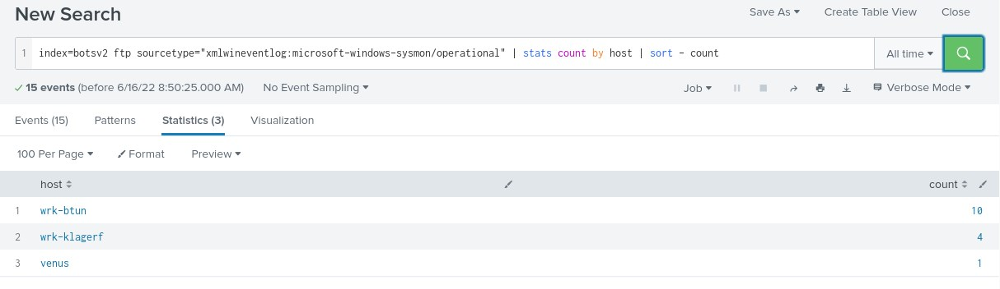 New Search
Save As Create Table View Close
1 index=botsv2 ftp sourcetype="xmlwineventlog:microsoft-windows-sysmon/operational" | stats count by host | sort - count
All time
15 events (before 6/16/22 8:50:25.000 AM) No Event Sampling
Job Verbose Mode
Events (15) Patterns Statistics (3) Visualization
100 Per Page Format Preview
host count
1 wrk-btun 10
2 wrk-klagerf 4
3 venus 1